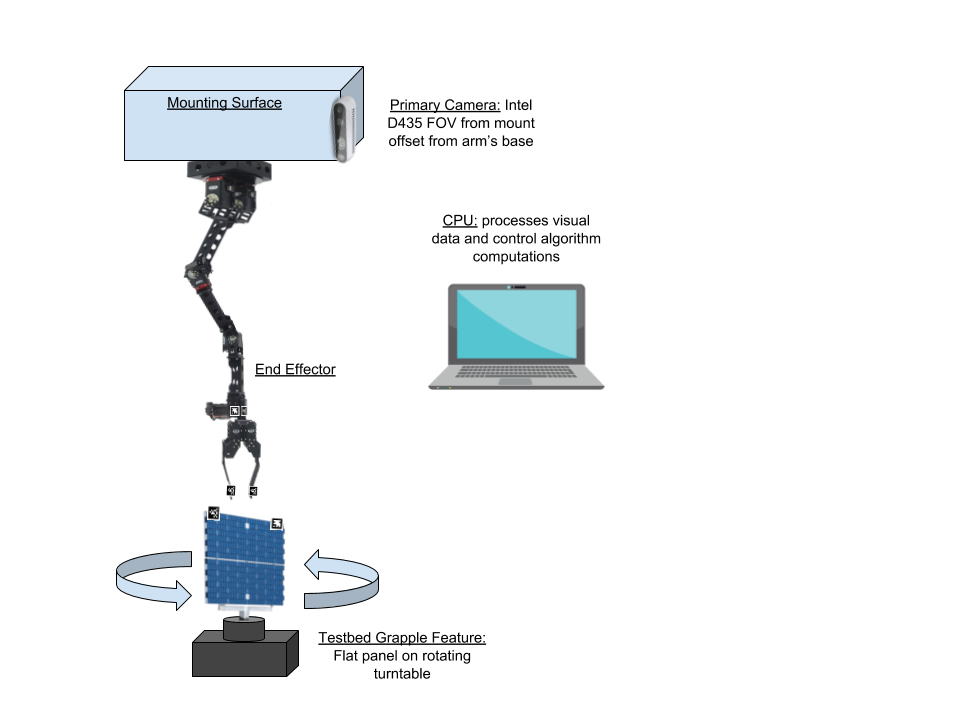 Mounting Surface
Primary Camera: Intel
D435 FOV from mount
offset from arm's base
CPU: processes visual
data and control algorithm
computations
End Effector
Testbed Grapple Feature:
Flat panel on rotating
turntable